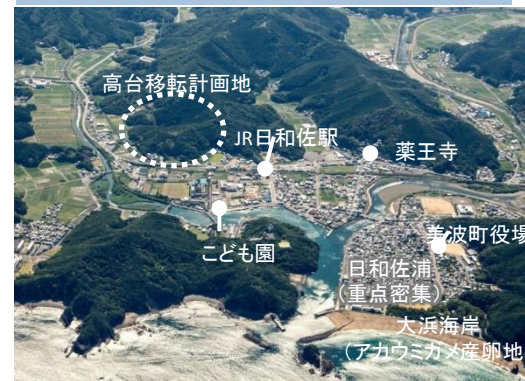 高台移転計画地
JR日和佐駅
薬王寺
こども園
美波町役場
日和佐浦
(重点密集)
大浜海岸
(アカウミガメ産卵地